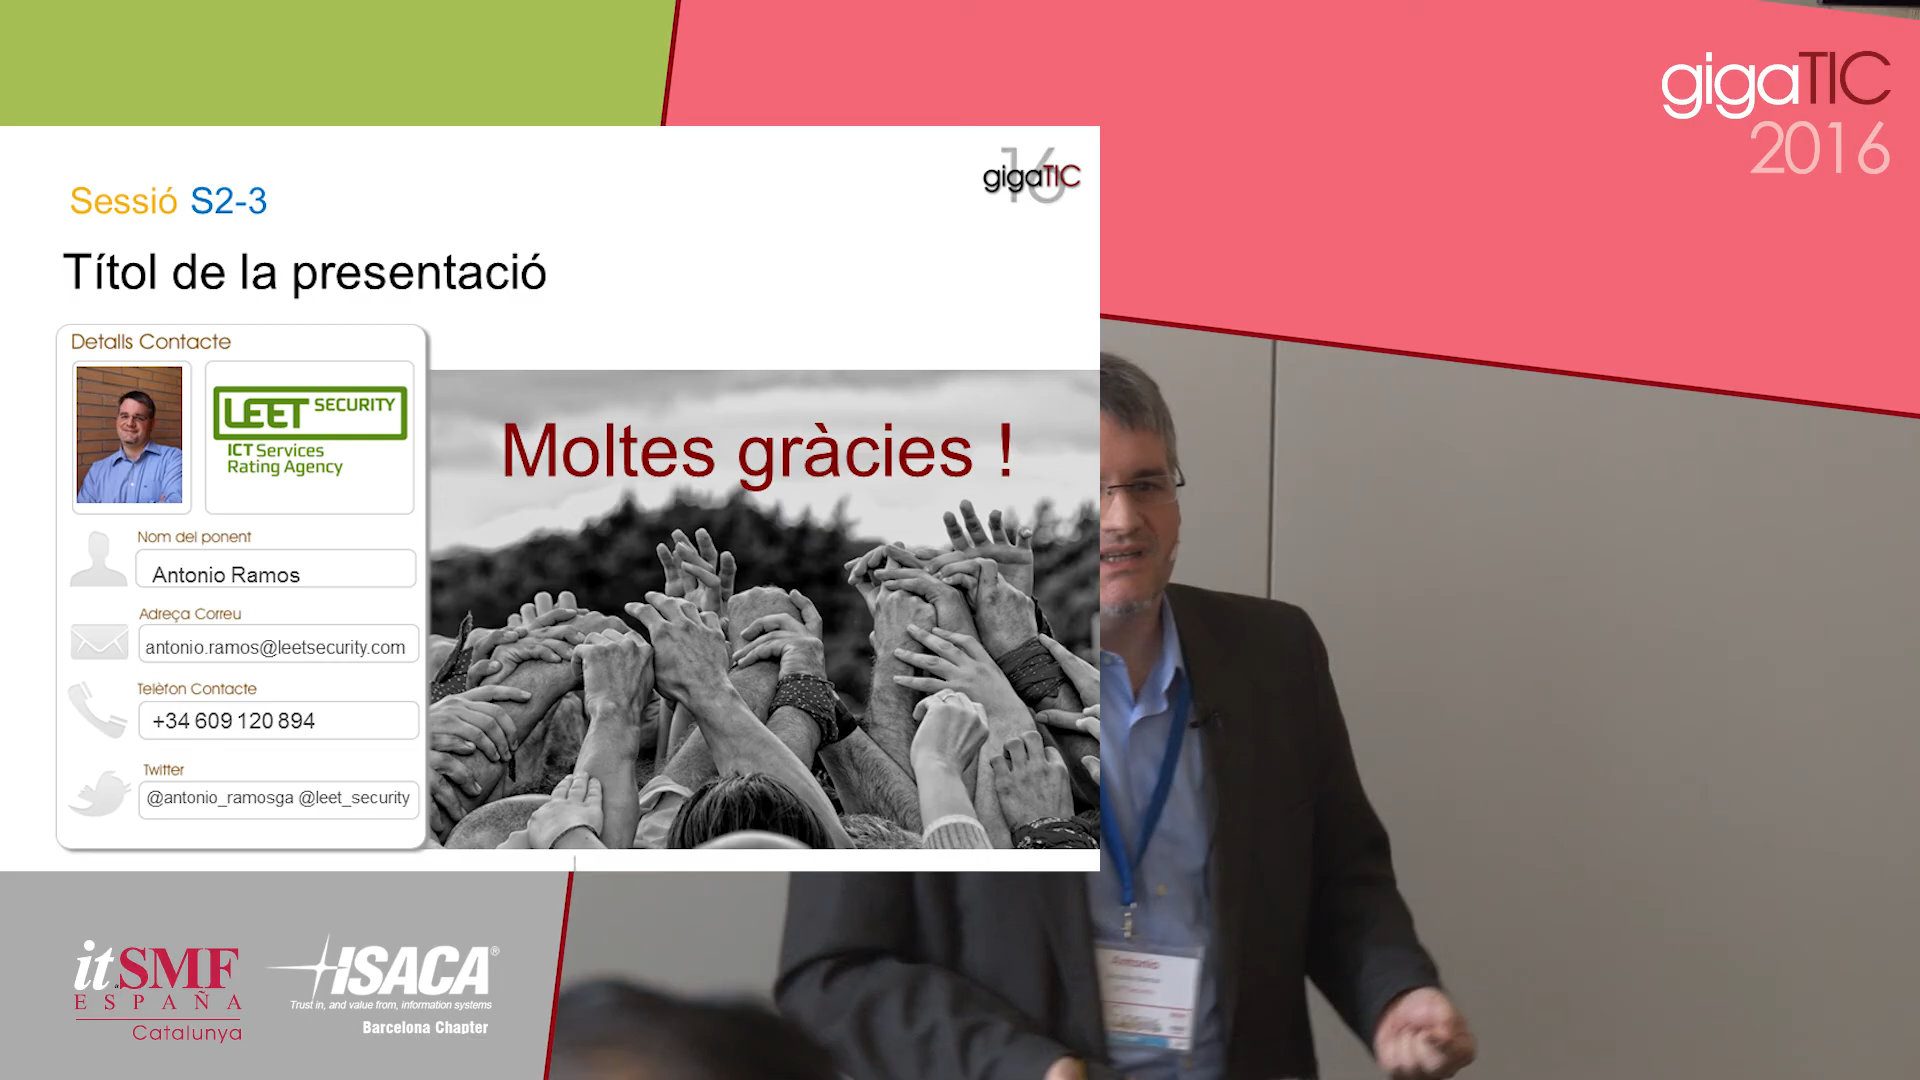 gigaTIC
2016
16
gigaTIC
Sessió S2-3
Títol de la presentació
Detalls Contacte
LEET SECURITY
ICT Services
Rating Agency
Moltes gràcies !
Nom del ponent
Antonio Ramos
Adreça Correu
antonio.ramos@leetsecurity.com
Telèfon Contacte
+34 609 120 894
Twitter
@antonio_ramosga @leet_security
itSMF
ESPAÑA
Catalunya
ISACA®
Trust in, and value from, information systems
Barcelona Chapter
Antonio